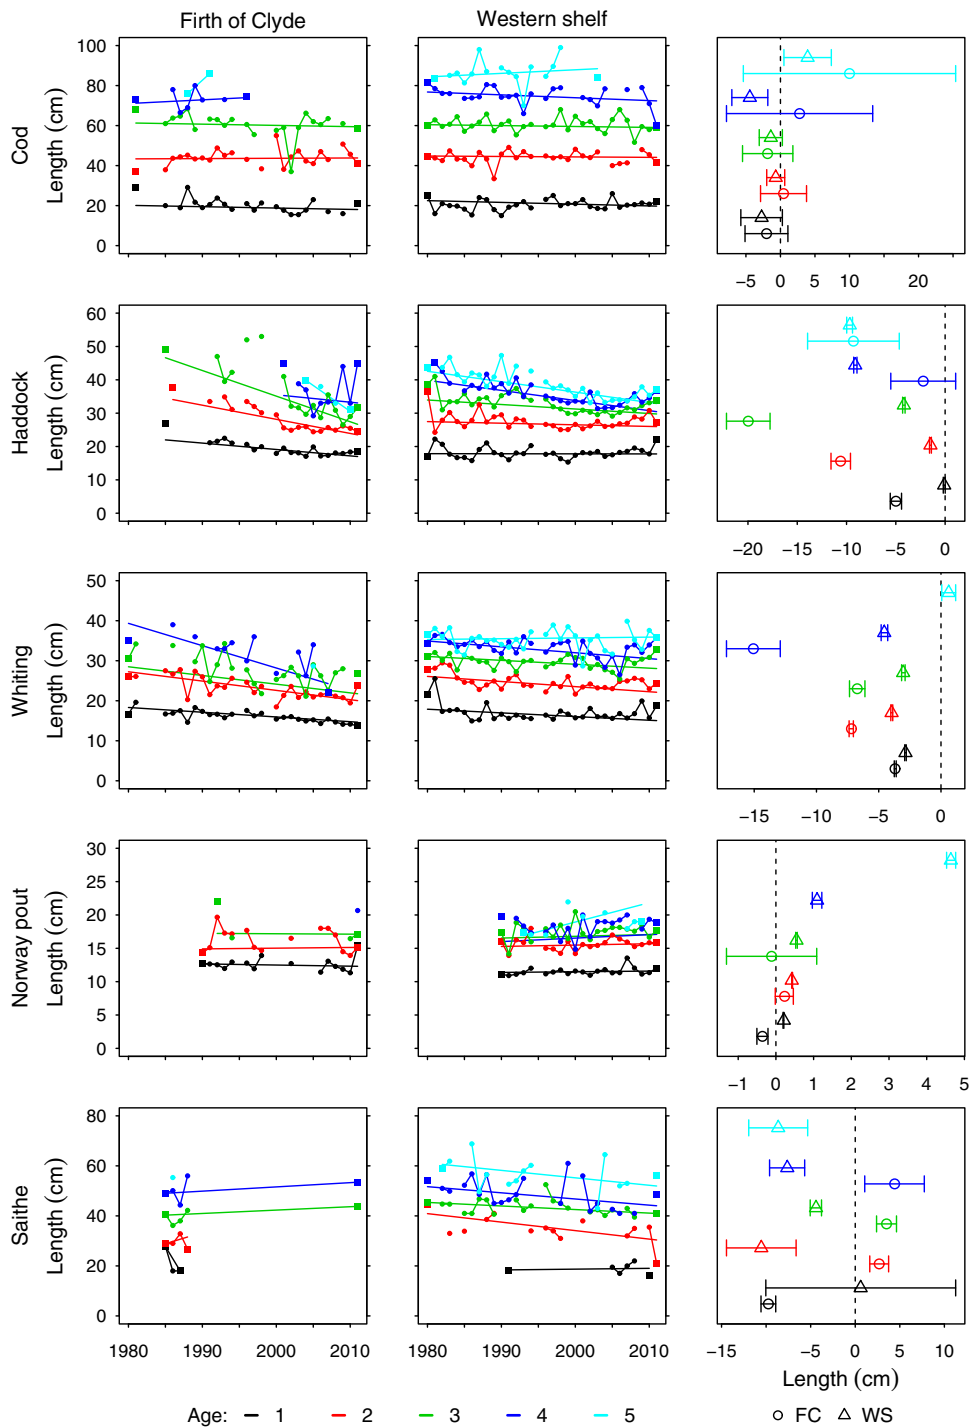 Firth of Clyde
Western shelf
Cod
Length (cm)
100
80
60
40
20
0
−5 0 5 10 20
Haddock
Length (cm)
60
50
40
30
20
10
0
−20 −15 −10 −5 0
Whiting
Length (cm)
50
40
30
20
10
0
−15 −10 −5 0
Norway pout
Length (cm)
30
25
20
15
10
5
0
−1 0 1 2 3 4 5
Saithe
Length (cm)
80
60
40
20
0
1980 1990 2000 2010
1980 1990 2000 2010
−15 −5 0 5 10
Length (cm)
Age: 1 2 3 4 5
FC WS